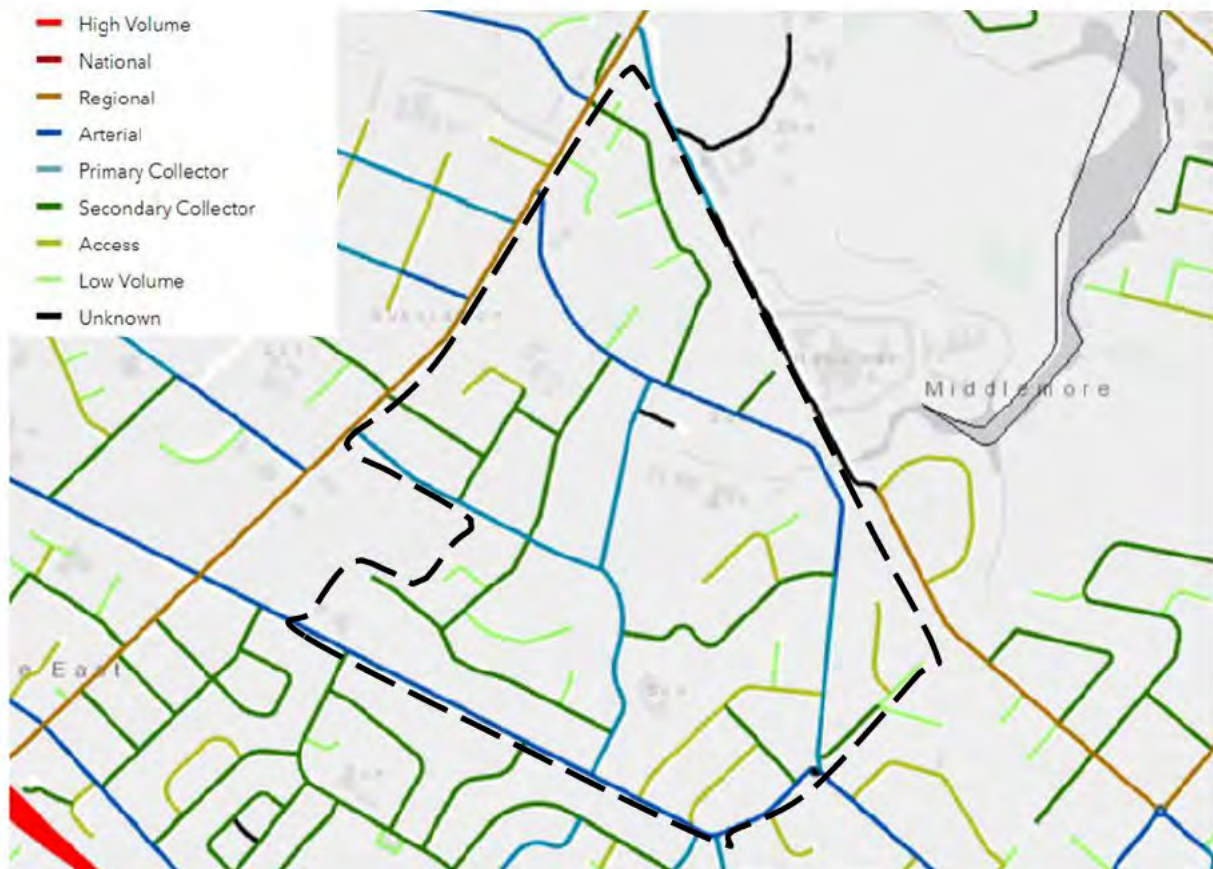 High Volume
National
Regional
Arterial
Primary Collector
Secondary Collector
Access
Low Volume
Unknown
Middlemore
e East